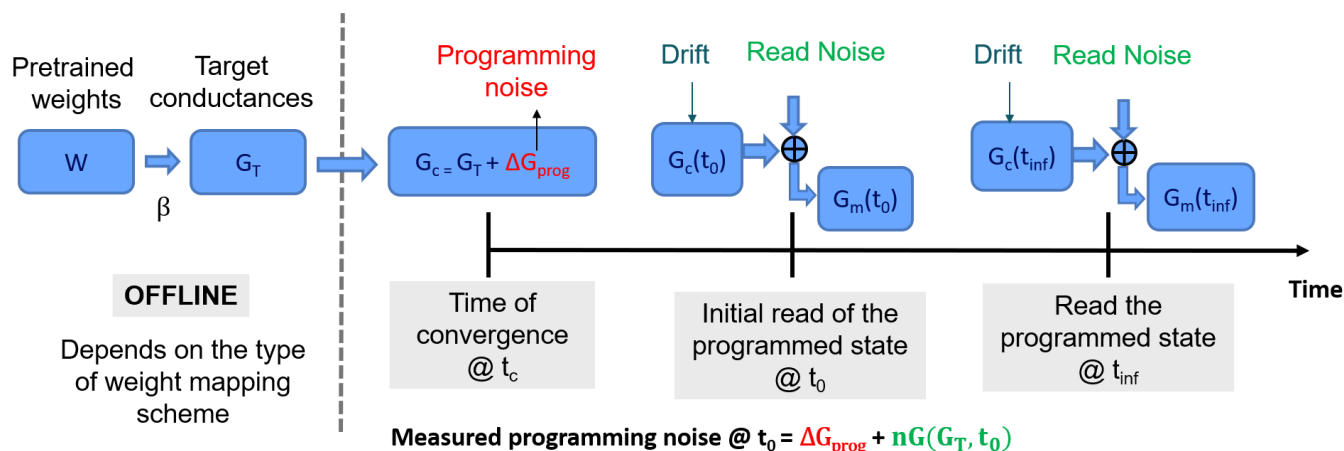 Pretrained
weights
Target
conductances
W
β
G_T
OFFLINE
Depends on the type
of weight mapping
scheme
Programming
noise
G_c = G_T + ΔG_prog
Drift
Read Noise
G_c(t_0)
G_m(t_0)
Drift
Read Noise
G_c(t_inf)
G_m(t_inf)
Time
Time of
convergence
@ t_c
Initial read of the
programmed state
@ t_0
Read the
programmed state
@ t_inf
Measured programming noise @ t_0 = ΔG_prog + nG(G_T, t_0)